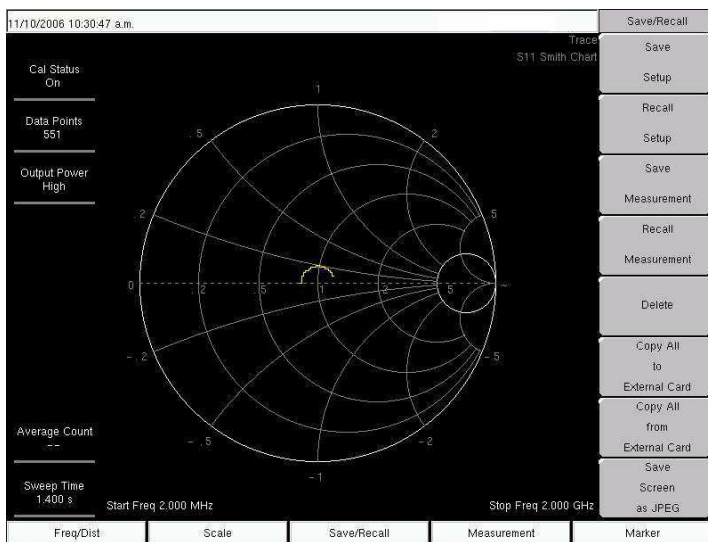 11/10/2006 10:30:47 a.m.
Save/Recall
Trace
S11 Smith Chart
Cal Status
On
Data Points
551
Output Power
High
Average Count
--
Sweep Time
1.400 s
1
.5
2
.2
5
0
.2
.5
1
2
5
~
-.2
-5
-.5
-2
-1
Start Freq 2.000 MHz
Stop Freq 2.000 GHz
Save
Setup
Recall
Setup
Save
Measurement
Recall
Measurement
Delete
Copy All
to
External Card
Copy All
from
External Card
Save
Screen
as JPEG
Freq/Dist
Scale
Save/Recall
Measurement
Marker